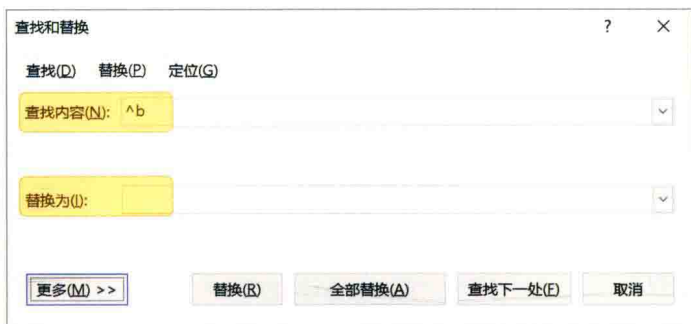 查找和替换 ? ×
查找(D) 替换(P) 定位(G)
查找内容(N): ^b
替换为(I):
更多(M) >> 替换(R) 全部替换(A) 查找下一处(F) 取消